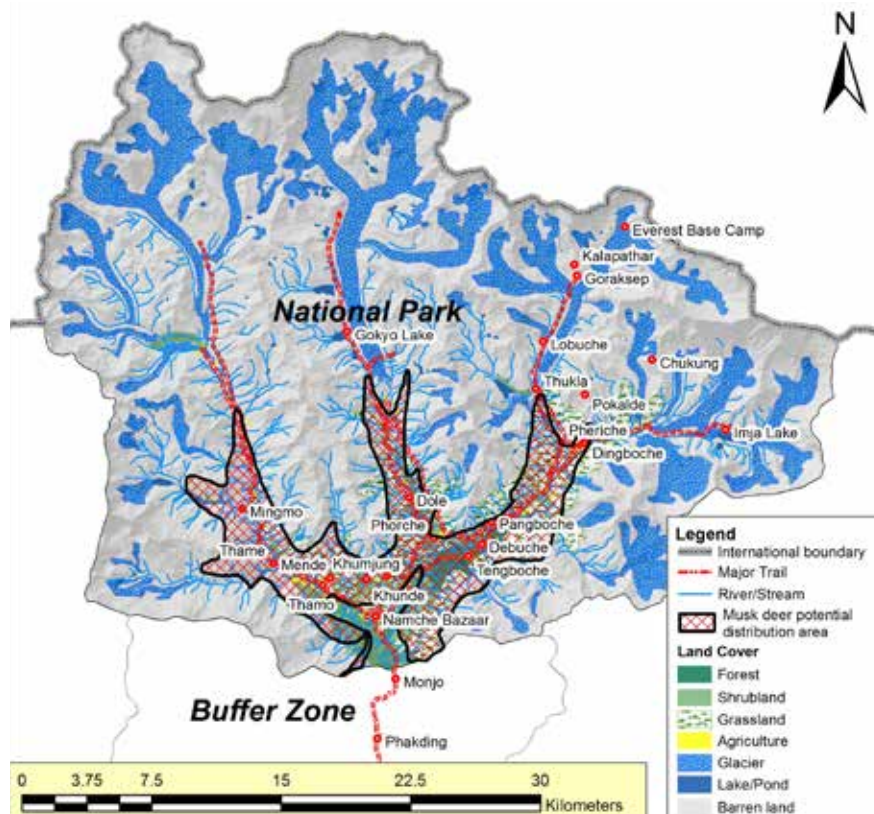 N
Everest Base Camp
Kalapathar
Goraksep
National Park
Gokyo Lake
Lobuche
Chukung
Thukla
Pokalde
Pheriche
Imja Lake
Dingboche
Mingmo
Dole
Phorche
Pangboche
Thame
Debuche
Mende
Khumjung
Tengboche
Khunde
Thamo
Namche Bazaar
Monjo
Buffer Zone
Phakding
Legend
International boundary
Major Trail
River/Stream
Musk deer potential
distribution area
Land Cover
Forest
Shrubland
Grassland
Agriculture
Glacier
Lake/Pond
Barren land
0 3.75 7.5 15 22.5 30
Kilometers